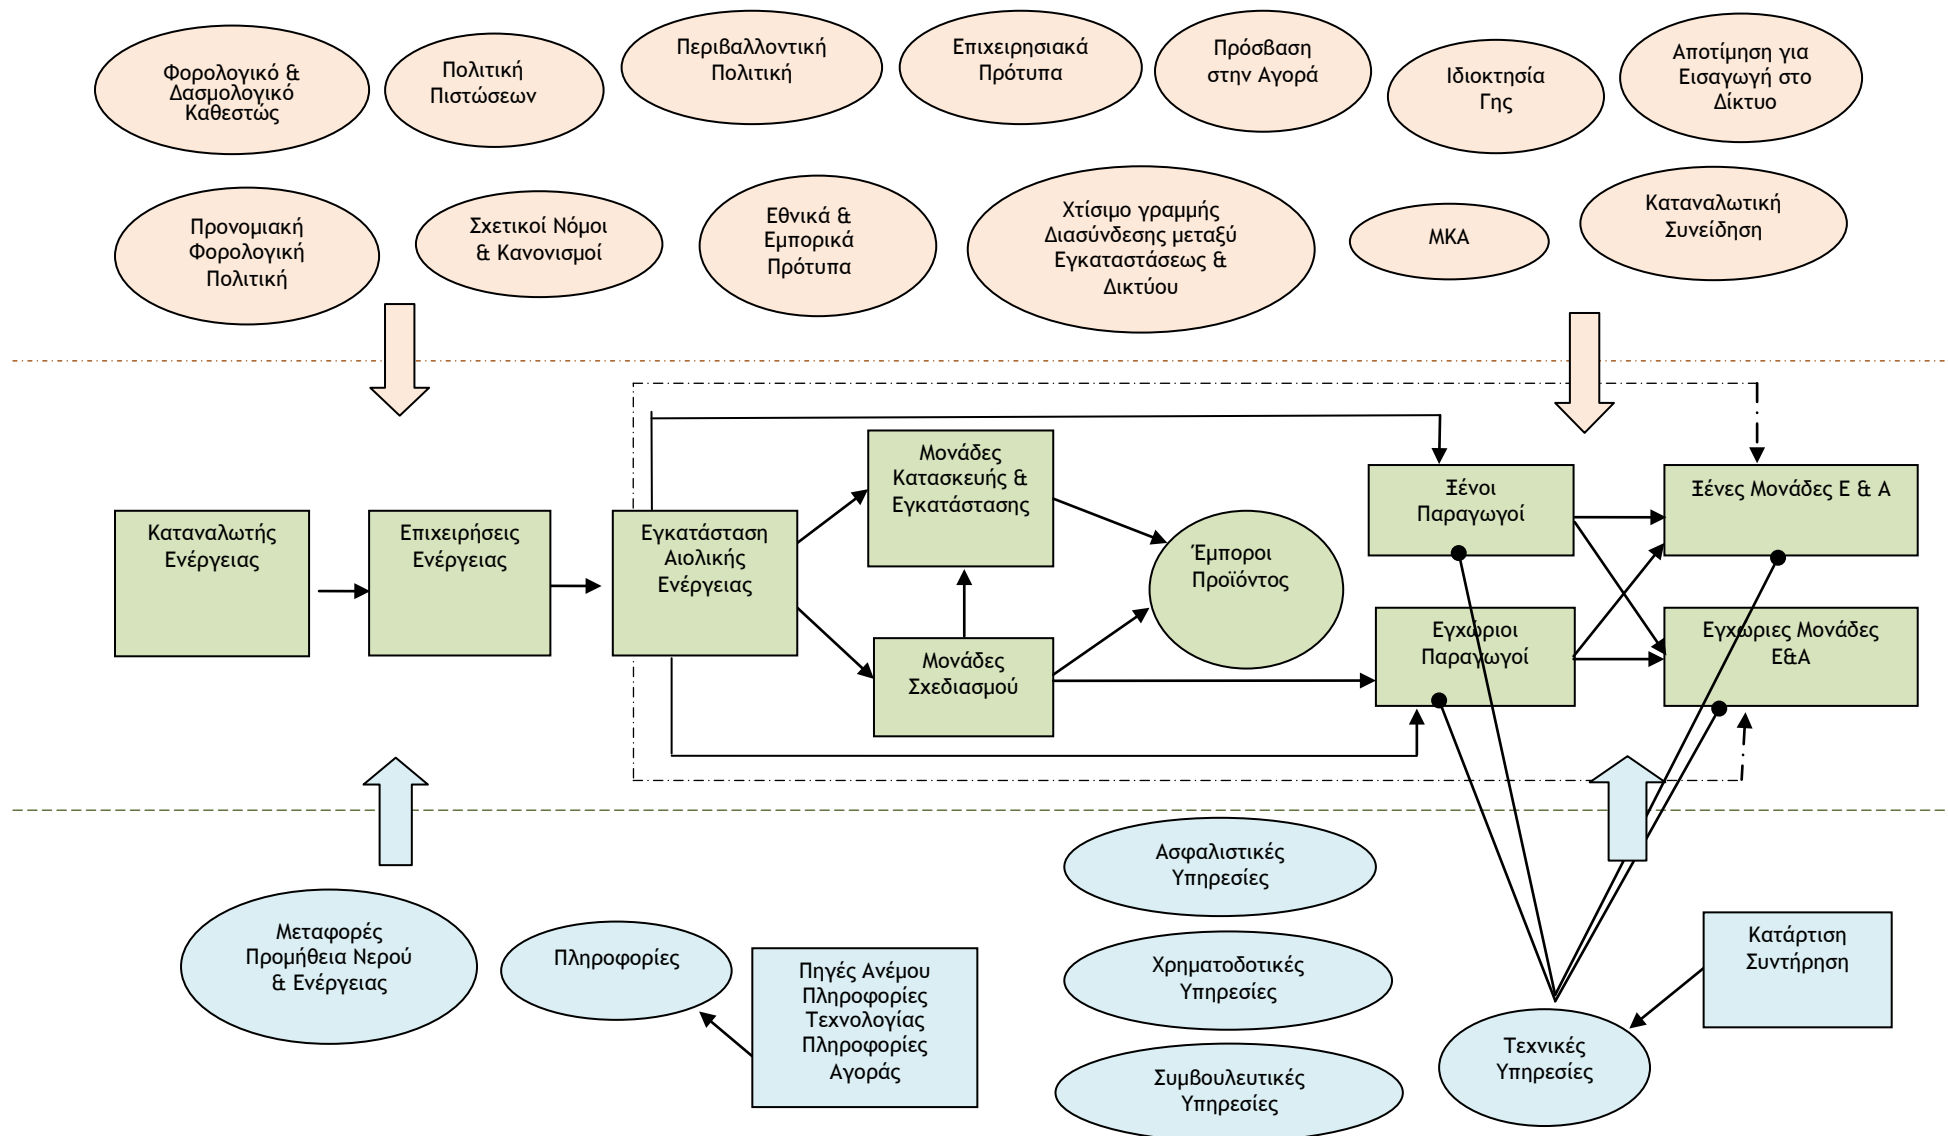 Φορολογικό &
Δασμολογικό
Καθεστώς
Πολιτική
Πιστώσεων
Περιβαλλοντική
Πολιτική
Επιχειρησιακά
Πρότυπα
Πρόσβαση
στην Αγορά
Ιδιοκτησία
Γης
Αποτίμηση για
Εισαγωγή στο
Δίκτυο
Προνομιακή
Φορολογική
Πολιτική
Σχετικοί Νόμοι
& Κανονισμοί
Εθνικά &
Εμπορικά
Πρότυπα
Χτίσιμο γραμμής
Διασύνδεσης μεταξύ
Εγκαταστάσεως &
Δικτύου
ΜΚΑ
Καταναλωτική
Συνείδηση
Καταναλωτής
Ενέργειας
Επιχειρήσεις
Ενέργειας
Εγκατάσταση
Αιολικής
Ενέργειας
Μονάδες
Κατασκευής &
Εγκατάστασης
Μονάδες
Σχεδιασμού
Έμποροι
Προϊόντος
Ξένοι
Παραγωγοί
Ξένες Μονάδες Ε & Α
Εγχώριοι
Παραγωγοί
Εγχώριες Μονάδες
Ε&Α
Μεταφορές
Προμήθεια Νερού
& Ενέργειας
Πληροφορίες
Πηγές Ανέμου
Πληροφορίες
Τεχνολογίας
Πληροφορίες
Αγοράς
Ασφαλιστικές
Υπηρεσίες
Χρηματοδοτικές
Υπηρεσίες
Συμβουλευτικές
Υπηρεσίες
Τεχνικές
Υπηρεσίες
Κατάρτιση
Συντήρηση